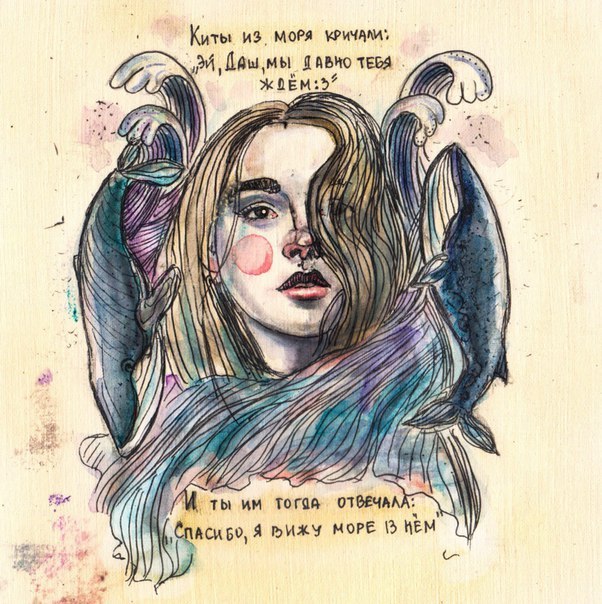 Киты из моря кричали:
„Эй, Даш, мы давно тебя
ждём:3“
И ты им тогда отвечала:
„Спасибо, я вижу море в нём“